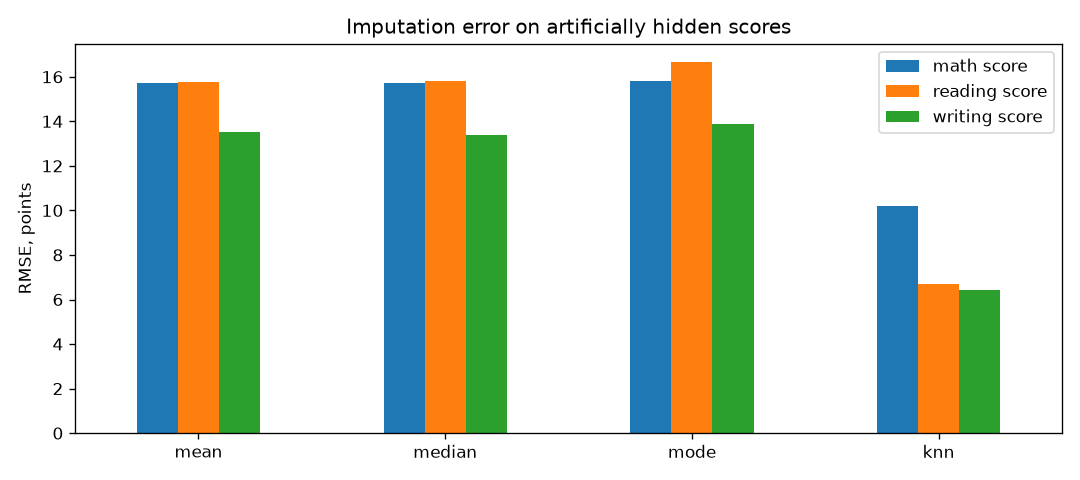 Imputation error on artificially hidden scores
math score
reading score
writing score
RMSE, points
16
14
12
10
8
6
4
2
0
mean median mode knn